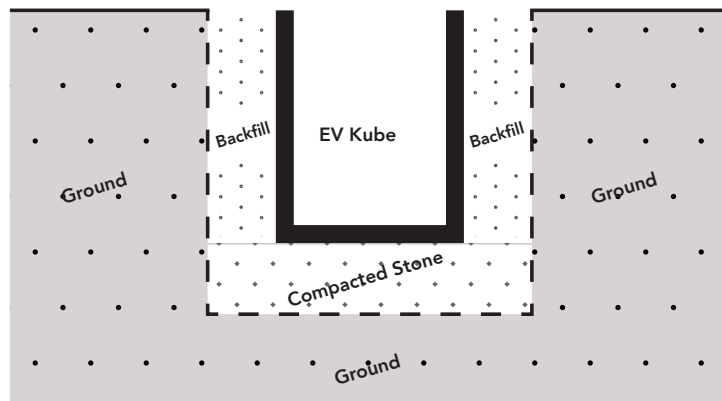 Backfill
EV Kube
Backfill
Ground
Ground
Compacted Stone
Ground